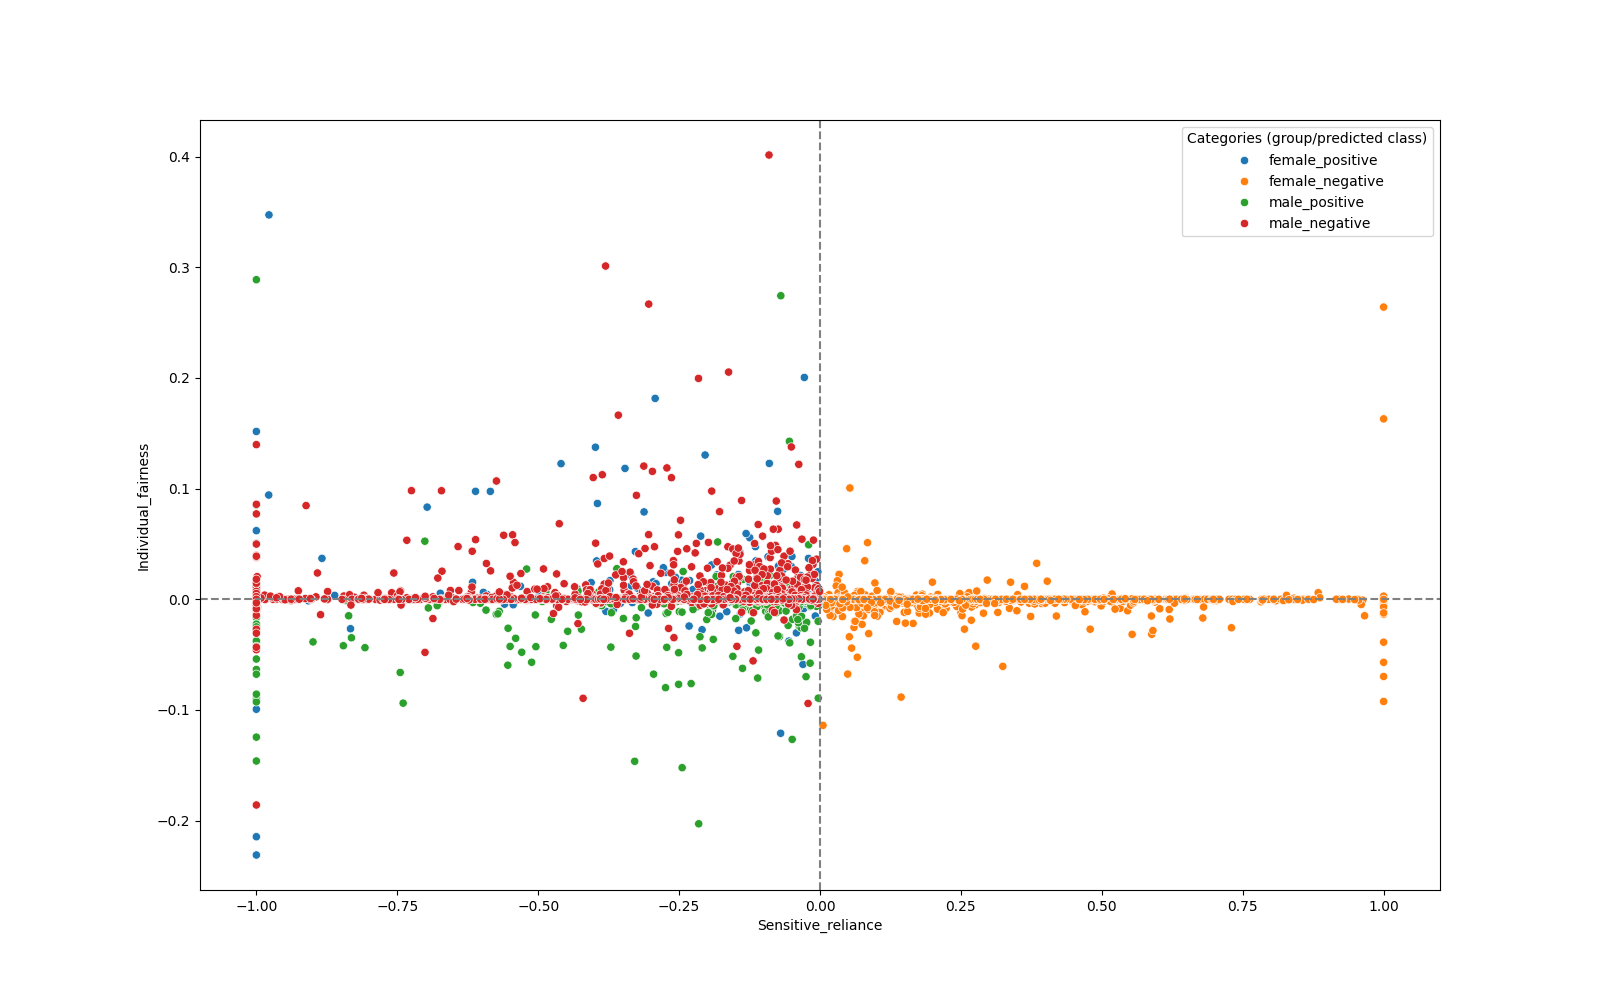 Categories (group/predicted class)
female_positive
female_negative
male_positive
male_negative
0.4
0.3
0.2
0.1
0.0
−0.1
−0.2
Individual_fairness
−1.00
−0.75
−0.50
−0.25
0.00
0.25
0.50
0.75
1.00
Sensitive_reliance